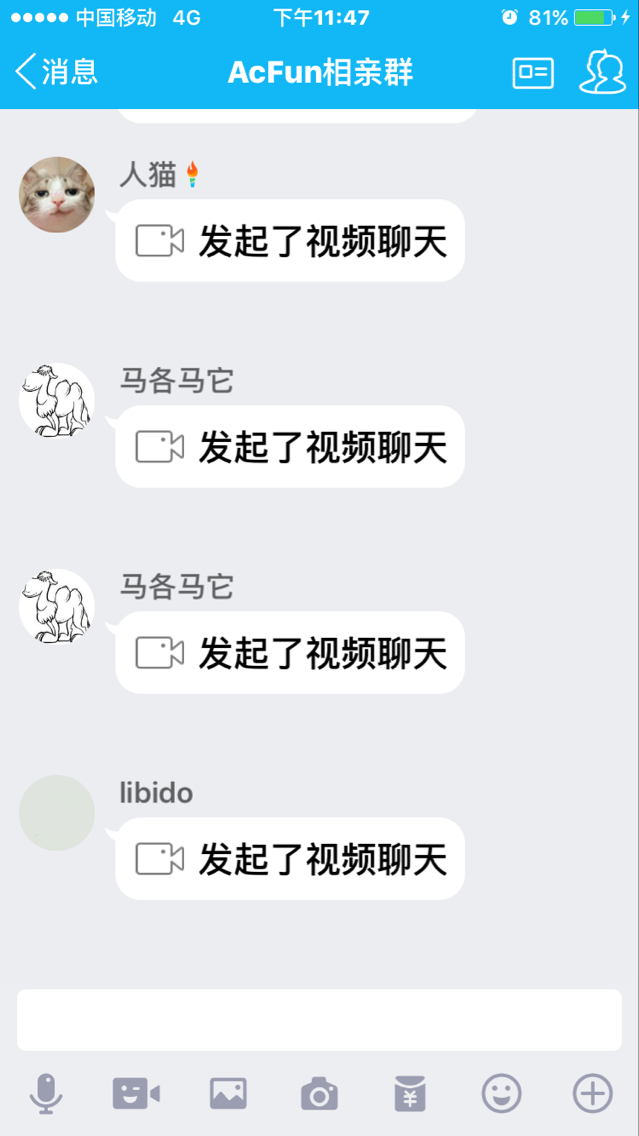 中国移动 4G 下午11:47 81%
消息 AcFun相亲群
人猫
发起了视频聊天
马各马它
发起了视频聊天
马各马它
发起了视频聊天
libido
发起了视频聊天
¥